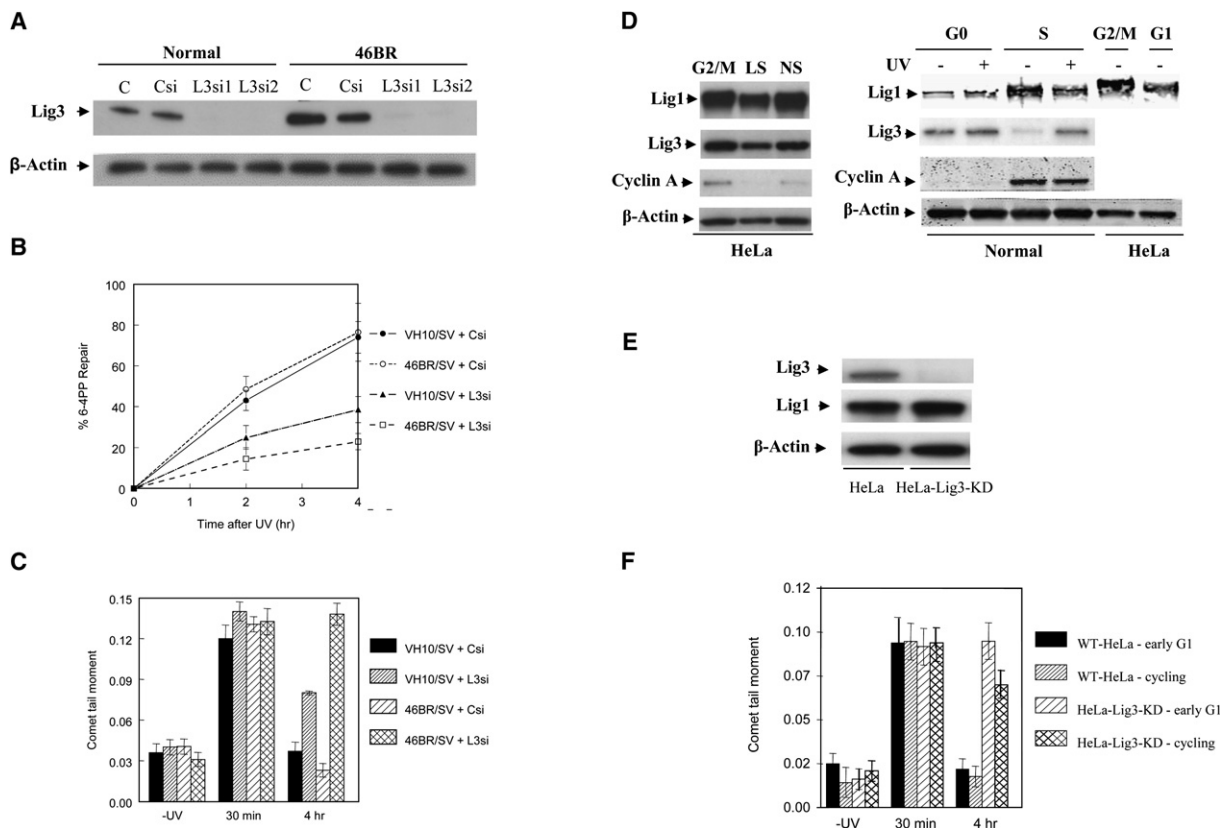 A
Normal
46BR
C
Csi
L3si1
L3si2
C
Csi
L3si1
L3si2
Lig3
β-Actin
B
100
80
60
40
20
0
% 6-4PP Repair
0
1
2
3
4
Time after UV (hr)
VH10/SV + Csi
46BR/SV + Csi
VH10/SV + L3si
46BR/SV + L3si
C
0.15
0.12
0.09
0.06
0.03
0.00
Comet tail moment
-UV
30 min
4 hr
VH10/SV + Csi
VH10/SV + L3si
46BR/SV + Csi
46BR/SV + L3si
D
G2/M LS NS
Lig1
Lig3
Cyclin A
β-Actin
HeLa
G0
S
G2/M
G1
UV
-
+
-
+
-
-
Lig1
Lig3
Cyclin A
β-Actin
Normal
HeLa
E
Lig3
Lig1
β-Actin
HeLa
HeLa-Lig3-KD
F
0.12
0.10
0.00
0.05
0.02
0.00
Comet tail moment
-UV
30 min
4 hr
WT-HeLa - early G1
WT-HeLa - cycling
HeLa-Lig3-KD - early G1
HeLa-Lig3-KD - cycling